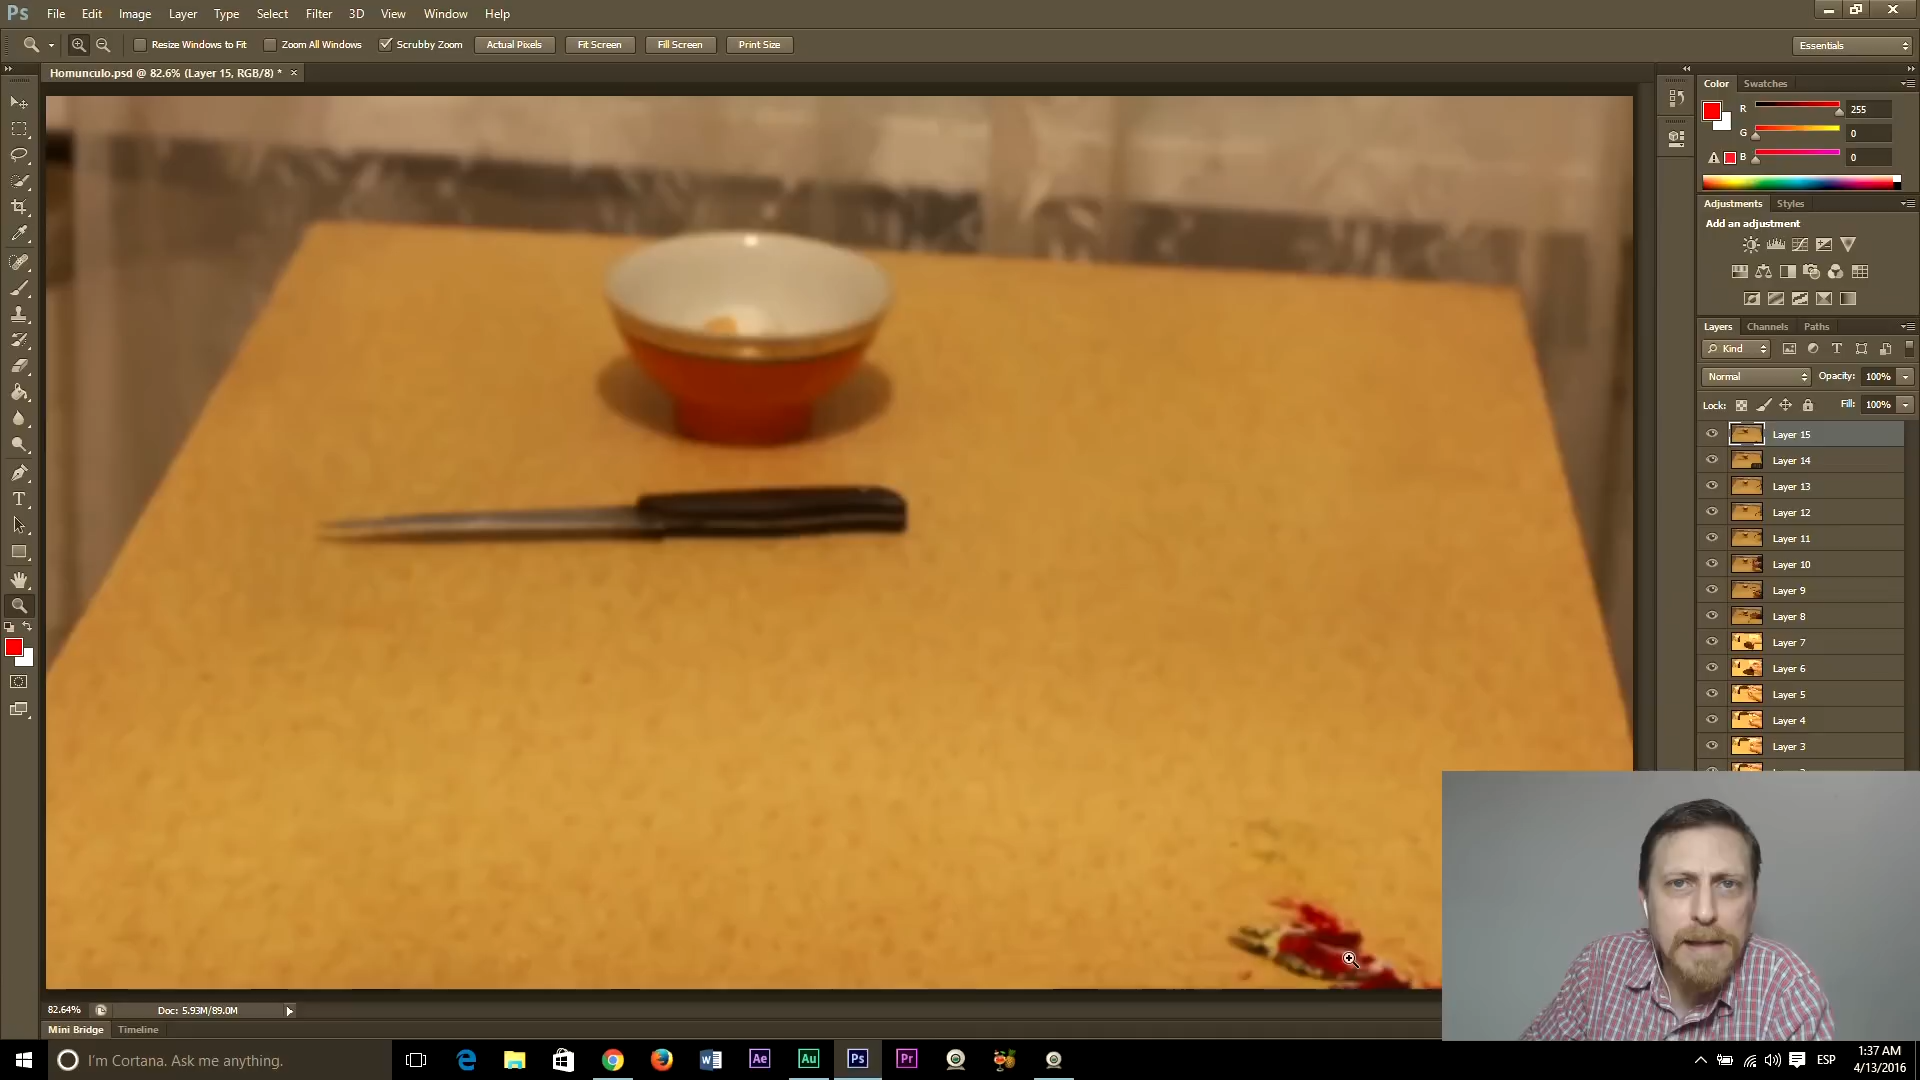 Ps File Edit Image Layer Type Select Filter 3D View Window Help
Resize Windows to Fit Zoom All Windows Scrubby Zoom Actual Pixels Fit Screen Fill Screen Print Size Essentials
Homunculo.psd @ 82.6% (Layer 15, RGB/8) * ×
Color Swatches
R 255
G 0
B 0
Adjustments Styles
Add an adjustment
Layers Channels Paths
Kind
Normal Opacity: 100%
Lock: Fill: 100%
Layer 15
Layer 14
Layer 13
Layer 12
Layer 11
Layer 10
Layer 9
Layer 8
Layer 7
Layer 6
Layer 5
Layer 4
Layer 3
82.64% Doc: 5.93M/89.0M
Mini Bridge Timeline
I'm Cortana. Ask me anything. Ae Au Ps Pr ESP
1:37 AM
4/13/2016